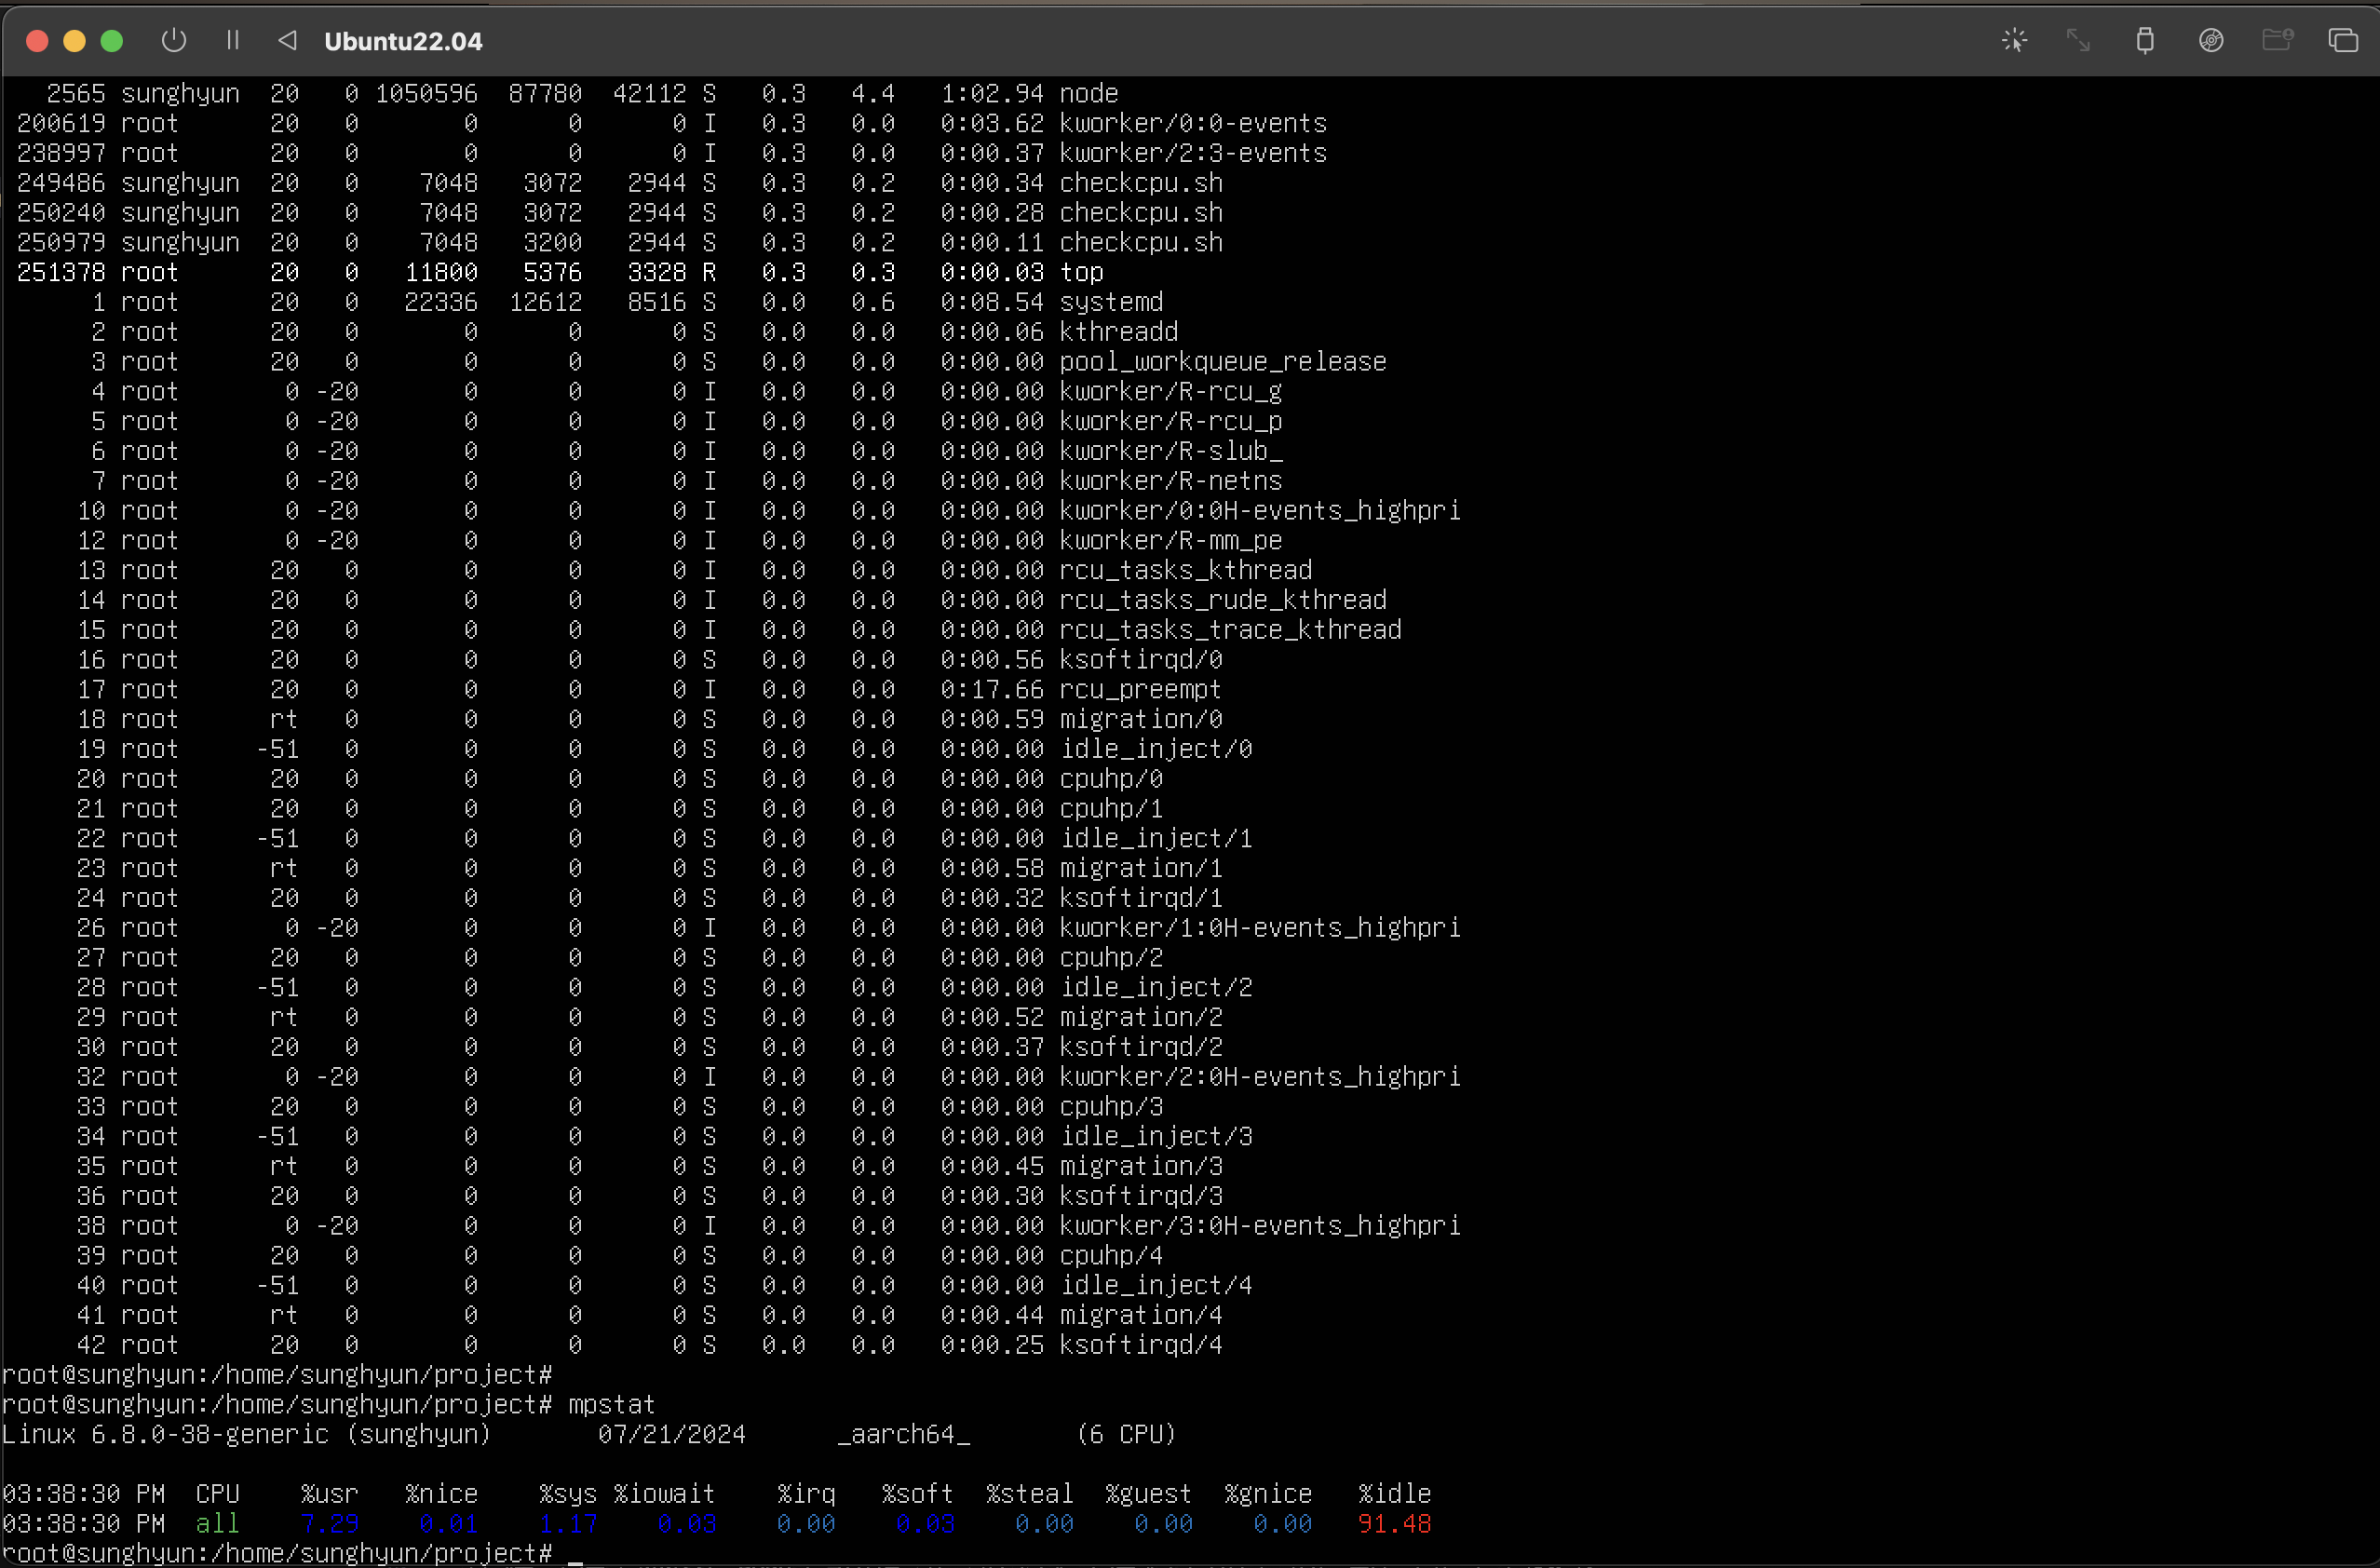 Ubuntu22.04
2565 sunghyun 20 0 1050596 87780 42112 S 0.3 4.4 1:02.94 node
200619 root 20 0 0 0 0 I 0.3 0.0 0:03.62 kworker/0:0-events
238997 root 20 0 0 0 0 I 0.3 0.0 0:00.37 kworker/2:3-events
249486 sunghyun 20 0 7048 3072 2944 S 0.3 0.2 0:00.34 checkcpu.sh
250240 sunghyun 20 0 7048 3072 2944 S 0.3 0.2 0:00.28 checkcpu.sh
250979 sunghyun 20 0 7048 3200 2944 S 0.3 0.2 0:00.11 checkcpu.sh
251378 root 20 0 11800 5376 3328 R 0.3 0.3 0:00.03 top
1 root 20 0 22336 12612 8516 S 0.0 0.6 0:08.54 systemd
2 root 20 0 0 0 0 S 0.0 0.0 0:00.06 kthreadd
3 root 20 0 0 0 0 S 0.0 0.0 0:00.00 pool_workqueue_release
4 root 0 -20 0 0 0 I 0.0 0.0 0:00.00 kworker/R-rcu_g
5 root 0 -20 0 0 0 I 0.0 0.0 0:00.00 kworker/R-rcu_p
6 root 0 -20 0 0 0 I 0.0 0.0 0:00.00 kworker/R-slub_
7 root 0 -20 0 0 0 I 0.0 0.0 0:00.00 kworker/R-netns
10 root 0 -20 0 0 0 I 0.0 0.0 0:00.00 kworker/0:0H-events_highpri
12 root 0 -20 0 0 0 I 0.0 0.0 0:00.00 kworker/R-mm_pe
13 root 20 0 0 0 0 I 0.0 0.0 0:00.00 rcu_tasks_kthread
14 root 20 0 0 0 0 I 0.0 0.0 0:00.00 rcu_tasks_rude_kthread
15 root 20 0 0 0 0 I 0.0 0.0 0:00.00 rcu_tasks_trace_kthread
16 root 20 0 0 0 0 S 0.0 0.0 0:00.56 ksoftirqd/0
17 root 20 0 0 0 0 I 0.0 0.0 0:17.66 rcu_preempt
18 root rt 0 0 0 0 S 0.0 0.0 0:00.59 migration/0
19 root -51 0 0 0 0 S 0.0 0.0 0:00.00 idle_inject/0
20 root 20 0 0 0 0 S 0.0 0.0 0:00.00 cpuhp/0
21 root 20 0 0 0 0 S 0.0 0.0 0:00.00 cpuhp/1
22 root -51 0 0 0 0 S 0.0 0.0 0:00.00 idle_inject/1
23 root rt 0 0 0 0 S 0.0 0.0 0:00.58 migration/1
24 root 20 0 0 0 0 S 0.0 0.0 0:00.32 ksoftirqd/1
26 root 0 -20 0 0 0 I 0.0 0.0 0:00.00 kworker/1:0H-events_highpri
27 root 20 0 0 0 0 S 0.0 0.0 0:00.00 cpuhp/2
28 root -51 0 0 0 0 S 0.0 0.0 0:00.00 idle_inject/2
29 root rt 0 0 0 0 S 0.0 0.0 0:00.52 migration/2
30 root 20 0 0 0 0 S 0.0 0.0 0:00.37 ksoftirqd/2
32 root 0 -20 0 0 0 I 0.0 0.0 0:00.00 kworker/2:0H-events_highpri
33 root 20 0 0 0 0 S 0.0 0.0 0:00.00 cpuhp/3
34 root -51 0 0 0 0 S 0.0 0.0 0:00.00 idle_inject/3
35 root rt 0 0 0 0 S 0.0 0.0 0:00.45 migration/3
36 root 20 0 0 0 0 S 0.0 0.0 0:00.30 ksoftirqd/3
38 root 0 -20 0 0 0 I 0.0 0.0 0:00.00 kworker/3:0H-events_highpri
39 root 20 0 0 0 0 S 0.0 0.0 0:00.00 cpuhp/4
40 root -51 0 0 0 0 S 0.0 0.0 0:00.00 idle_inject/4
41 root rt 0 0 0 0 S 0.0 0.0 0:00.44 migration/4
42 root 20 0 0 0 0 S 0.0 0.0 0:00.25 ksoftirqd/4
root@sunghyun:/home/sunghyun/project#
root@sunghyun:/home/sunghyun/project# mpstat
Linux 6.8.0-38-generic (sunghyun) 07/21/2024 _aarch64_ (6 CPU)
03:38:30 PM CPU %usr %nice %sys %iowait %irq %soft %steal %guest %gnice %idle
03:38:30 PM all 7.29 0.01 1.17 0.03 0.00 0.03 0.00 0.00 0.00 91.48
root@sunghyun:/home/sunghyun/project# _